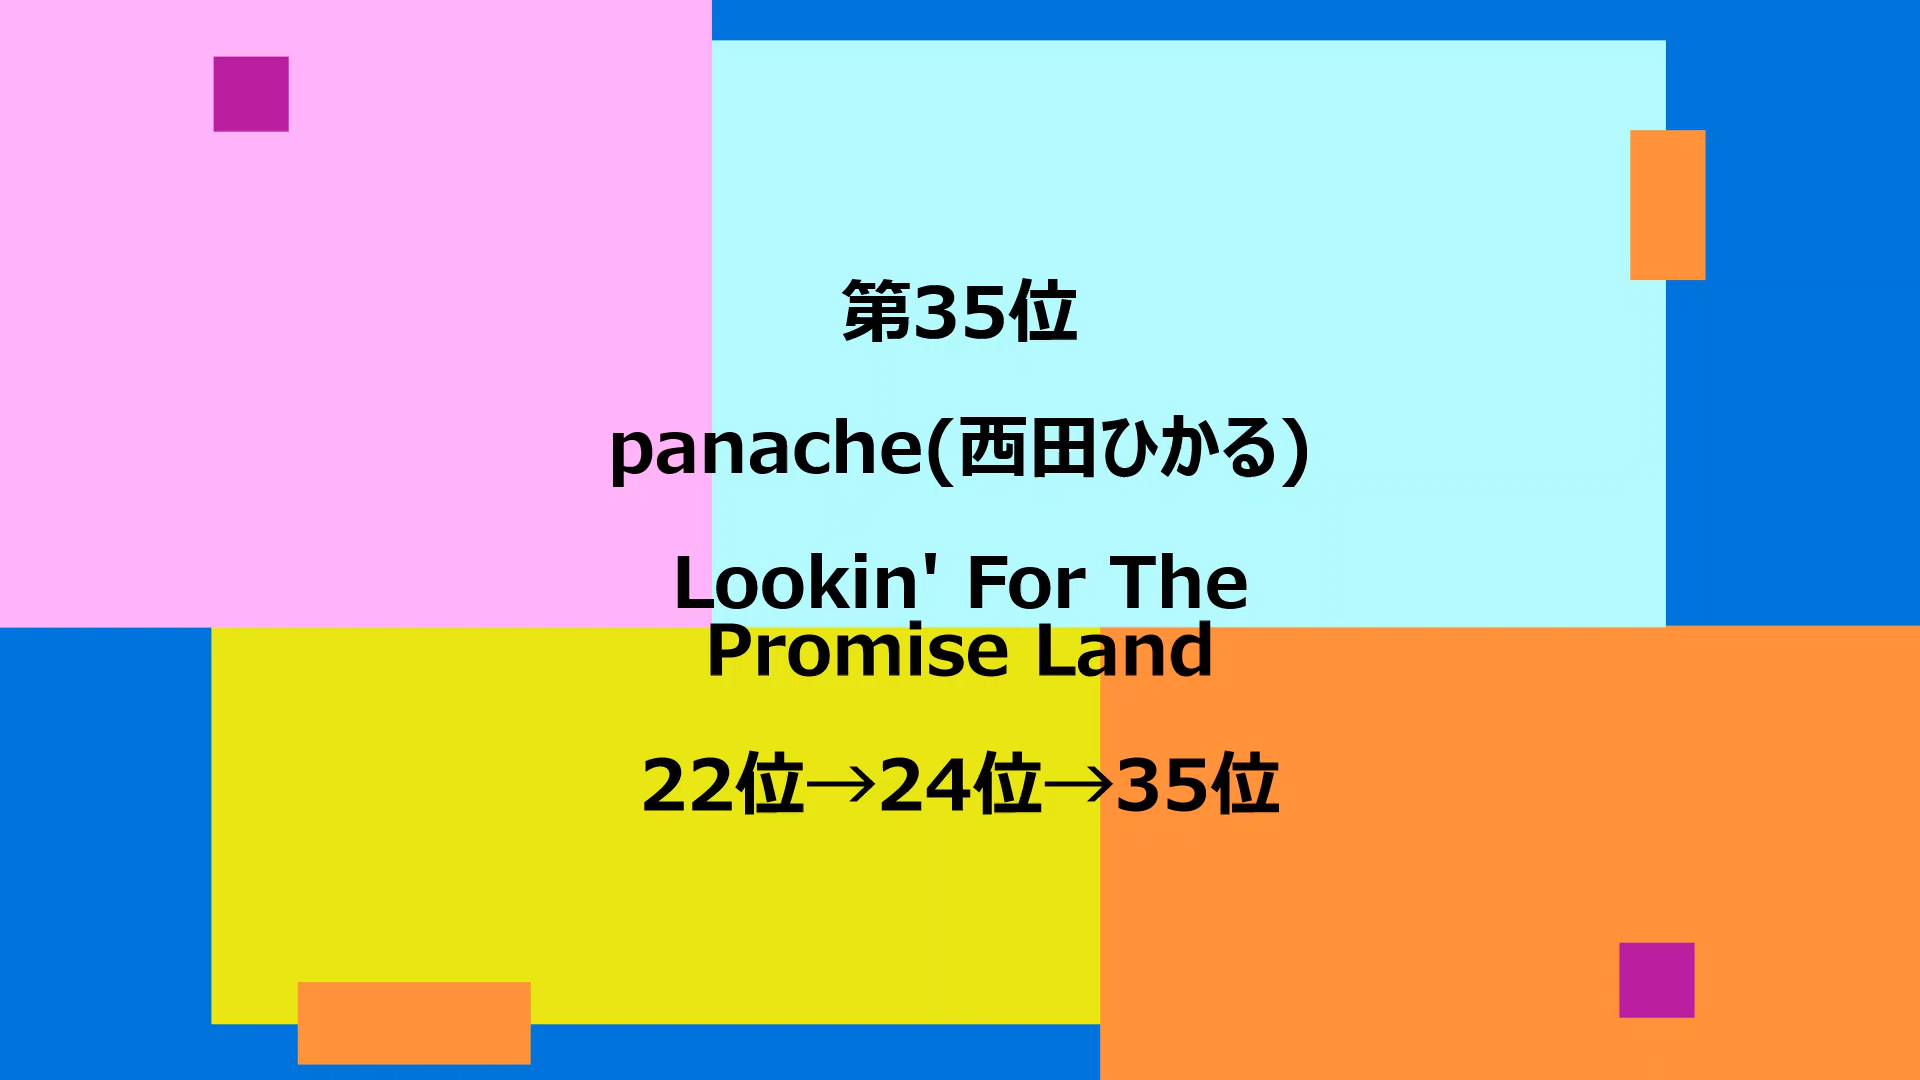 第35位
panache(西田ひかる)
Lookin' For The
Promise Land
22位→24位→35位